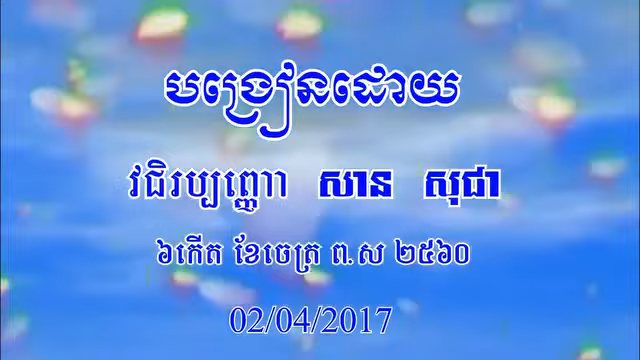 បង្រៀនដោយ
វជិរប្បញ្ញោ សាន សុជា
៦កើត ខែចេត្រ ព.ស ២៥៦០
02/04/2017